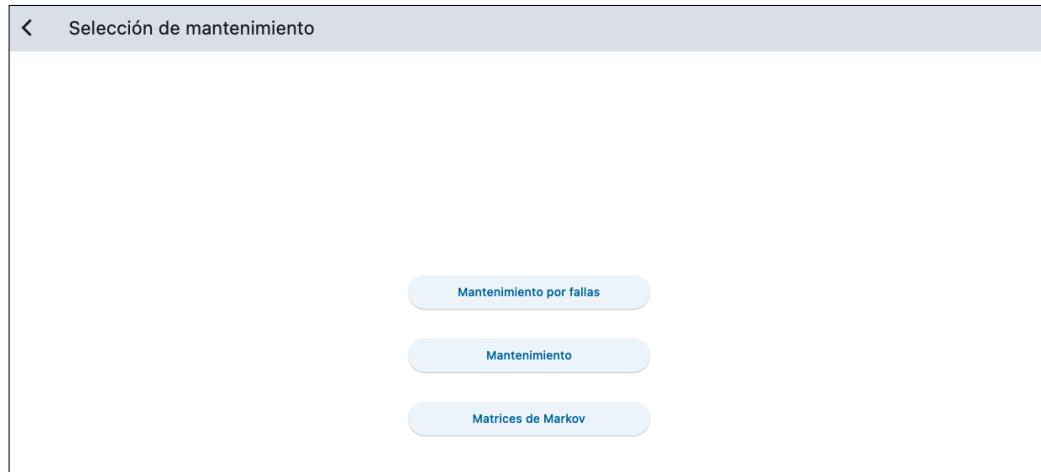 Selección de mantenimiento
Mantenimiento por fallas
Mantenimiento
Matrices de Markov